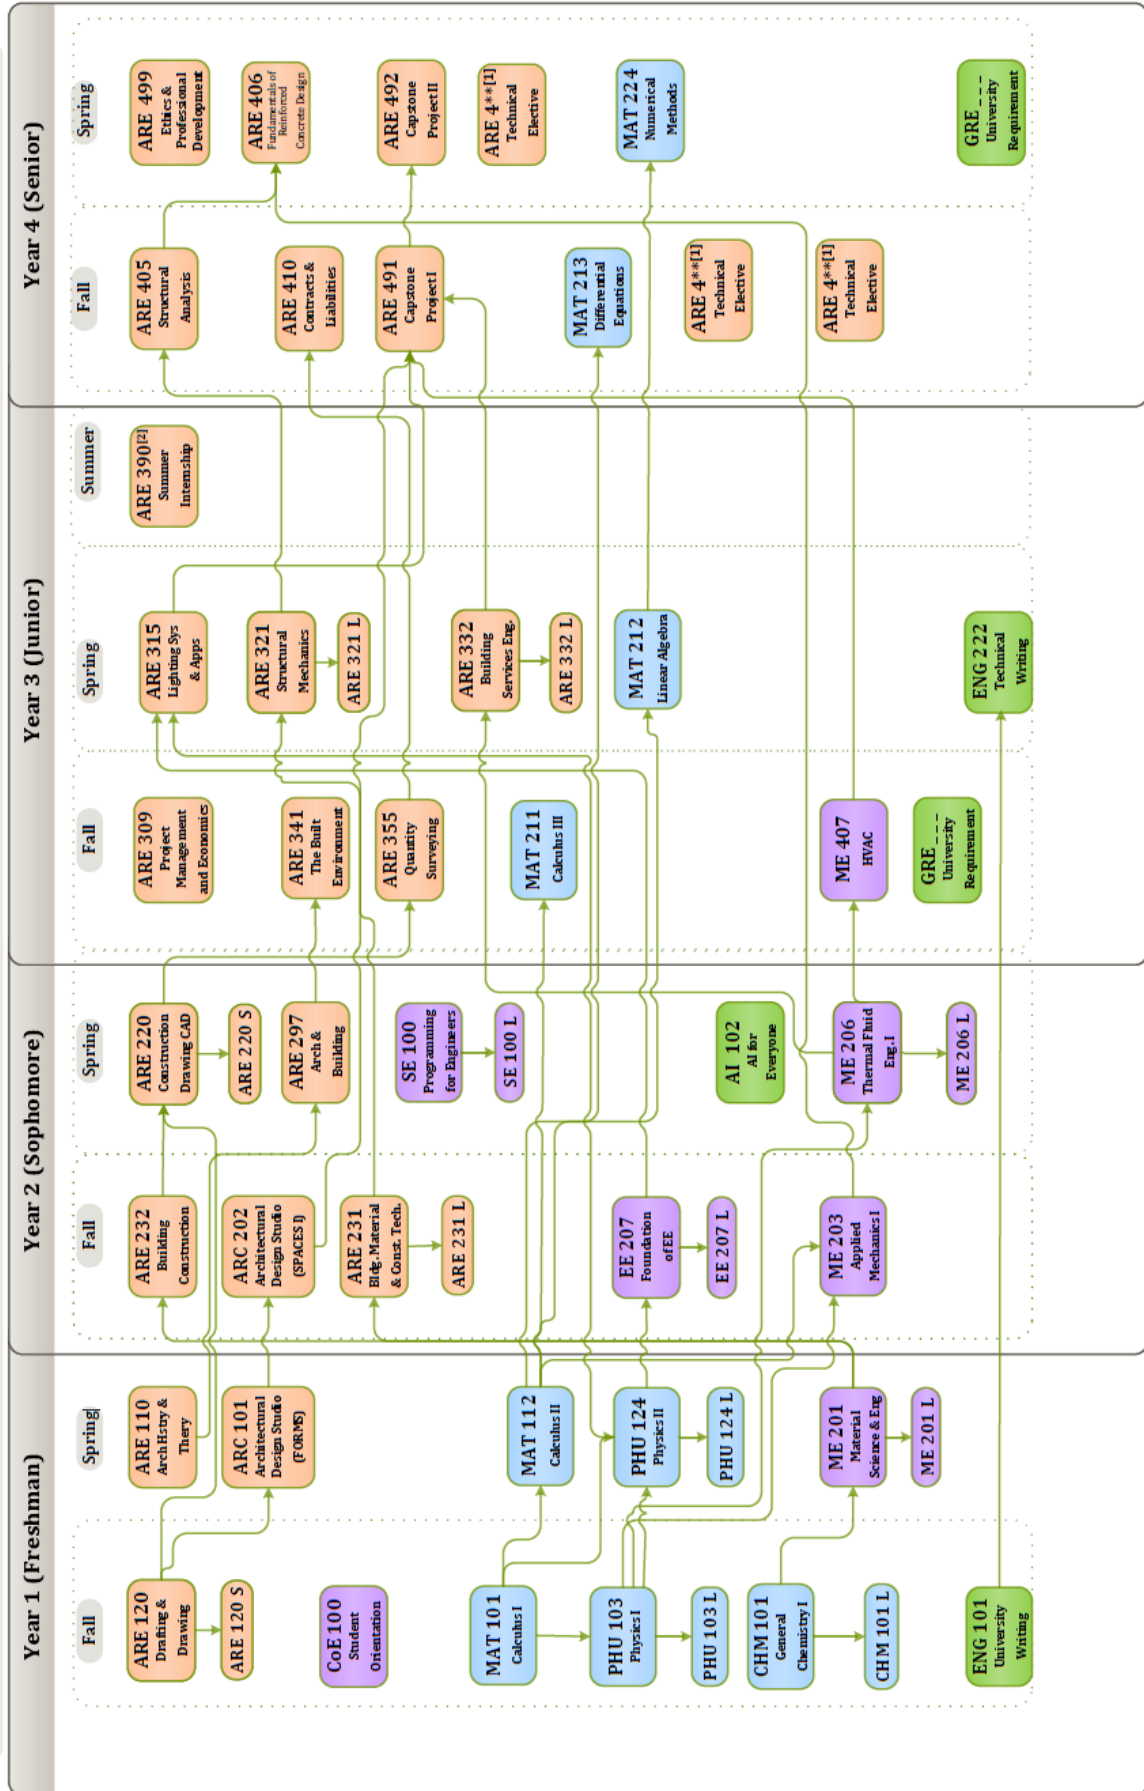 Year 1 (Freshman)
Fall
ARE 120
Drafting &
Drawing
ARE 120 S
CoE100
Student
Orientation
MAT 101
Calculus I
PHU 103
Physics I
PHU 103 L
CHM 101
General
Chemistry I
CHM 101 L
ENG 101
University
Writing
Spring
ARE 110
Arch Hstry &
Thery
ARC 101
Architectural
Design Studio
(FORMS)
MAT 112
Calculus II
PHU 124
Physics II
PHU 124 L
ME 201
Material
Science & Eng
ME 201 L
Year 2 (Sophomore)
Fall
ARE 232
Building
Construction
ARC 202
Architectural
Design Studio
(SPACES I)
ARE 231
Bldg. Material
& Const. Tech.
ARE 231 L
EE 207
Foundation
of EE
EE 207 L
ME 203
Applied
Mechanics I
Spring
ARE 220
Construction
Drawing CAD
ARE 220 S
ARE 297
Arch &
Building
SE 100
Programming
for Engineers
SE 100 L
AI 102
AI for
Everyone
ME 206
Thermal Fluid
Eng. I
ME 206 L
Year 3 (Junior)
Fall
ARE 309
Project
Management
and Economics
ARE 341
The Built
Environment
ARE 355
Quantity
Surveying
MAT 211
Calculus III
ME 407
HVAC
GRE _ _ _
University
Requirement
Spring
ARE 315
Lighting Sys
& Apps
ARE 321
Structural
Mechanics
ARE 321 L
ARE 332
Building
Services Eng.
ARE 332 L
MAT 212
Linear Algebra
ENG 222
Technical
Writing
Summer
ARE 390[2]
Summer
Internship
Year 4 (Senior)
Fall
ARE 405
Structural
Analysis
ARE 410
Contracts &
Liabilities
ARE 491
Capstone
Project I
MAT 213
Differential
Equations
ARE 4**[1]
Technical
Elective
ARE 4**[1]
Technical
Elective
Spring
ARE 499
Ethics &
Professional
Development
ARE 406
Fundamentals of
Reinforced
Concrete Design
ARE 492
Capstone
Project II
ARE 4**[1]
Technical
Elective
MAT 224
Numerical
Methods
GRE _ _ _
University
Requirement